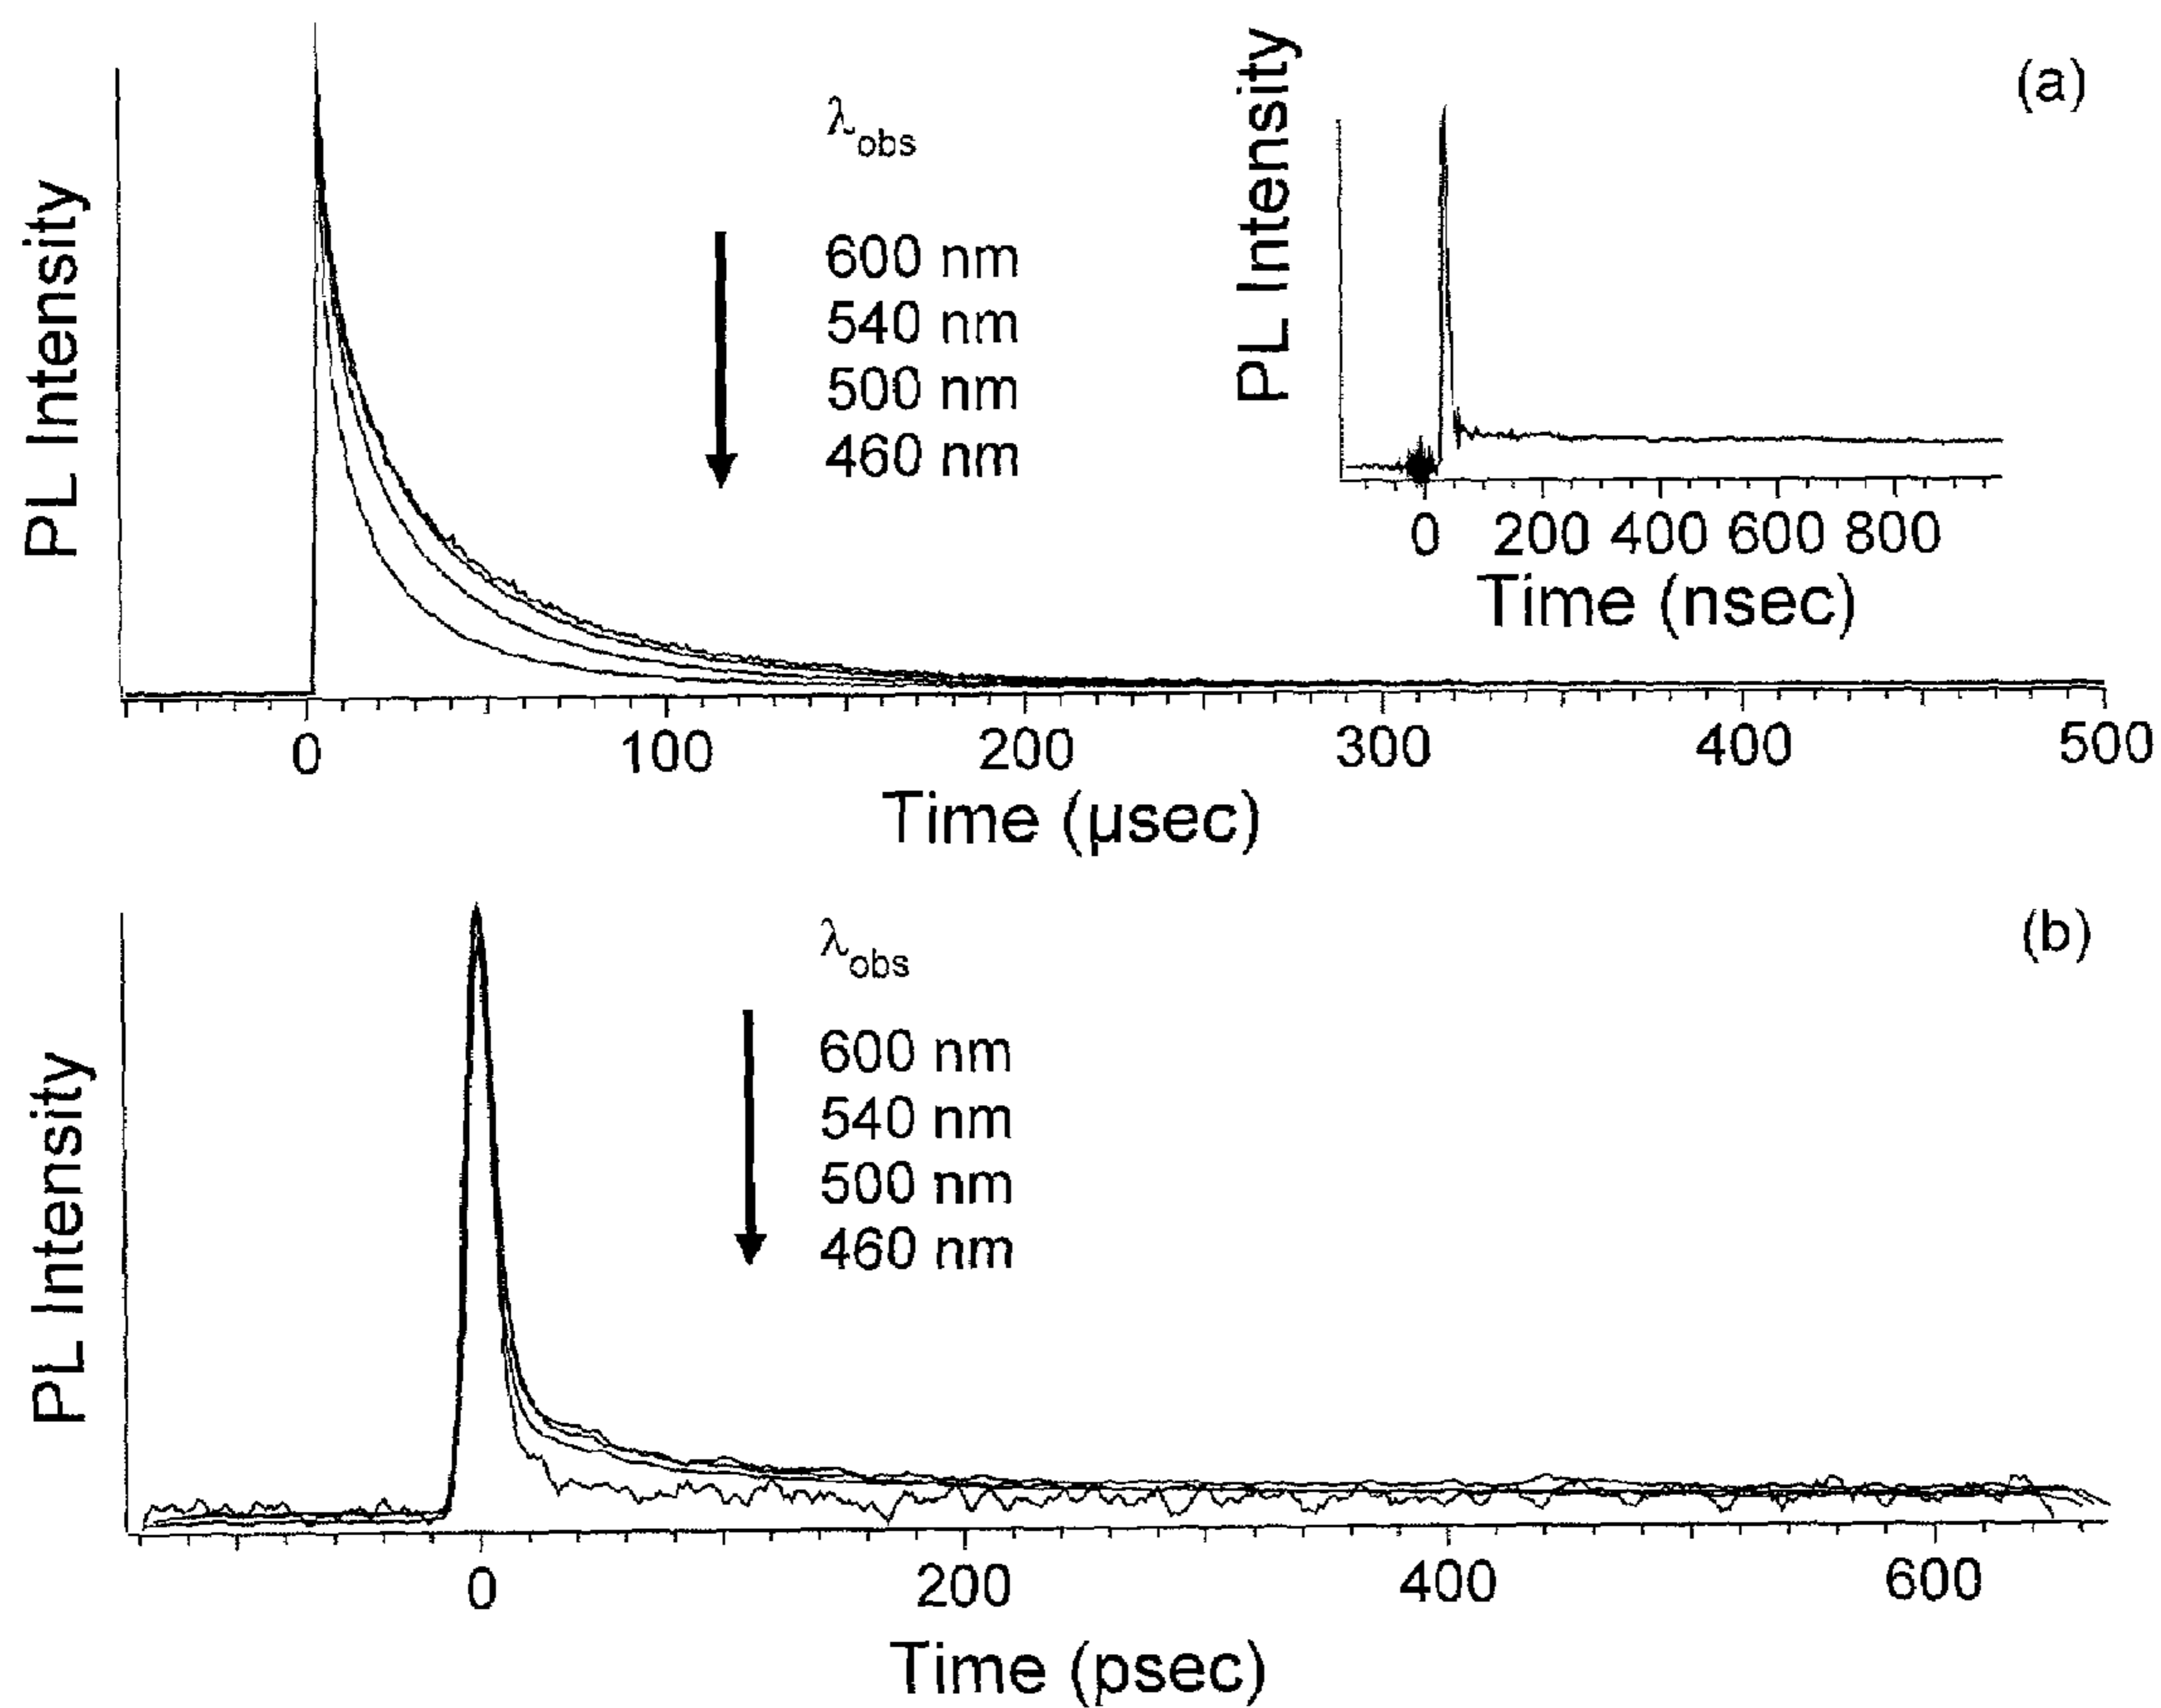 (a)
PL Intensity
λobs
600 nm
540 nm
500 nm
460 nm
0 100 200 300 400 500
Time (µsec)
PL Intensity
0 200 400 600 800
Time (nsec)
(b)
PL Intensity
λobs
600 nm
540 nm
500 nm
460 nm
0 200 400 600
Time (psec)